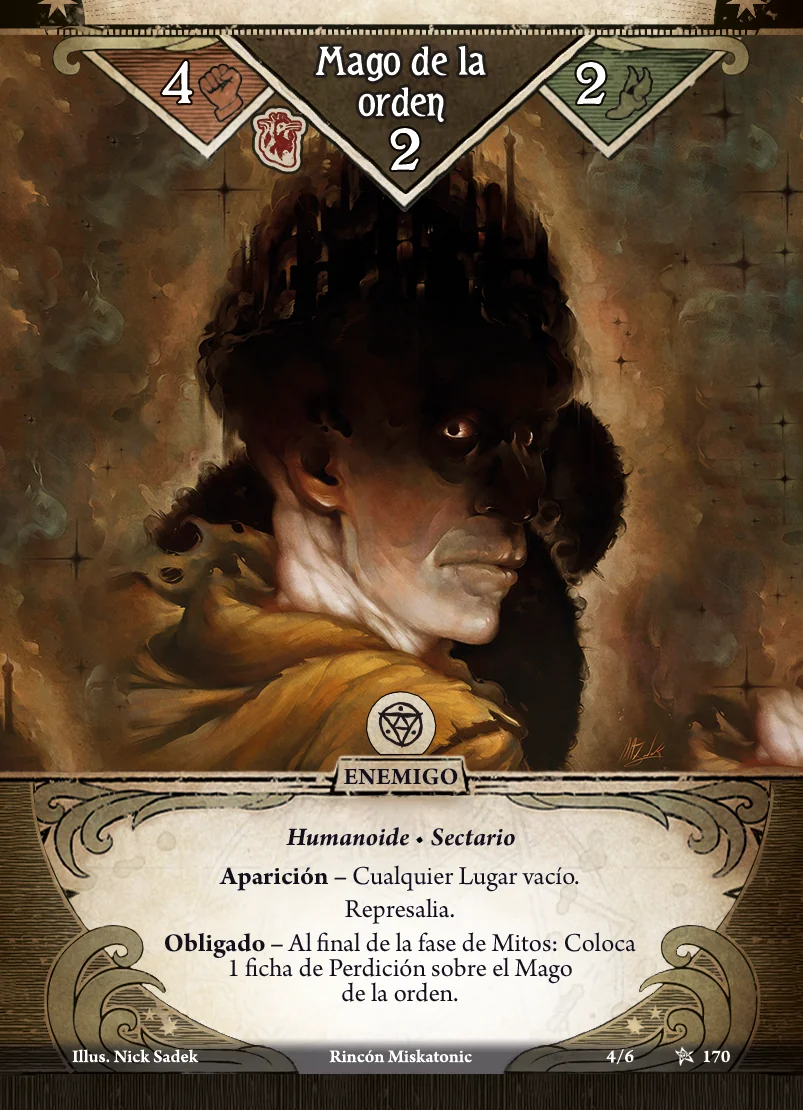 Mago de la
orden
4
2
2
ENEMIGO
Humanoide • Sectario
Aparición – Cualquier Lugar vacío.
Represalia.
Obligado – Al final de la fase de Mitos: Coloca
1 ficha de Perdición sobre el Mago
de la orden.
Illus. Nick Sadek
Rincón Miskatonic
4/6
170